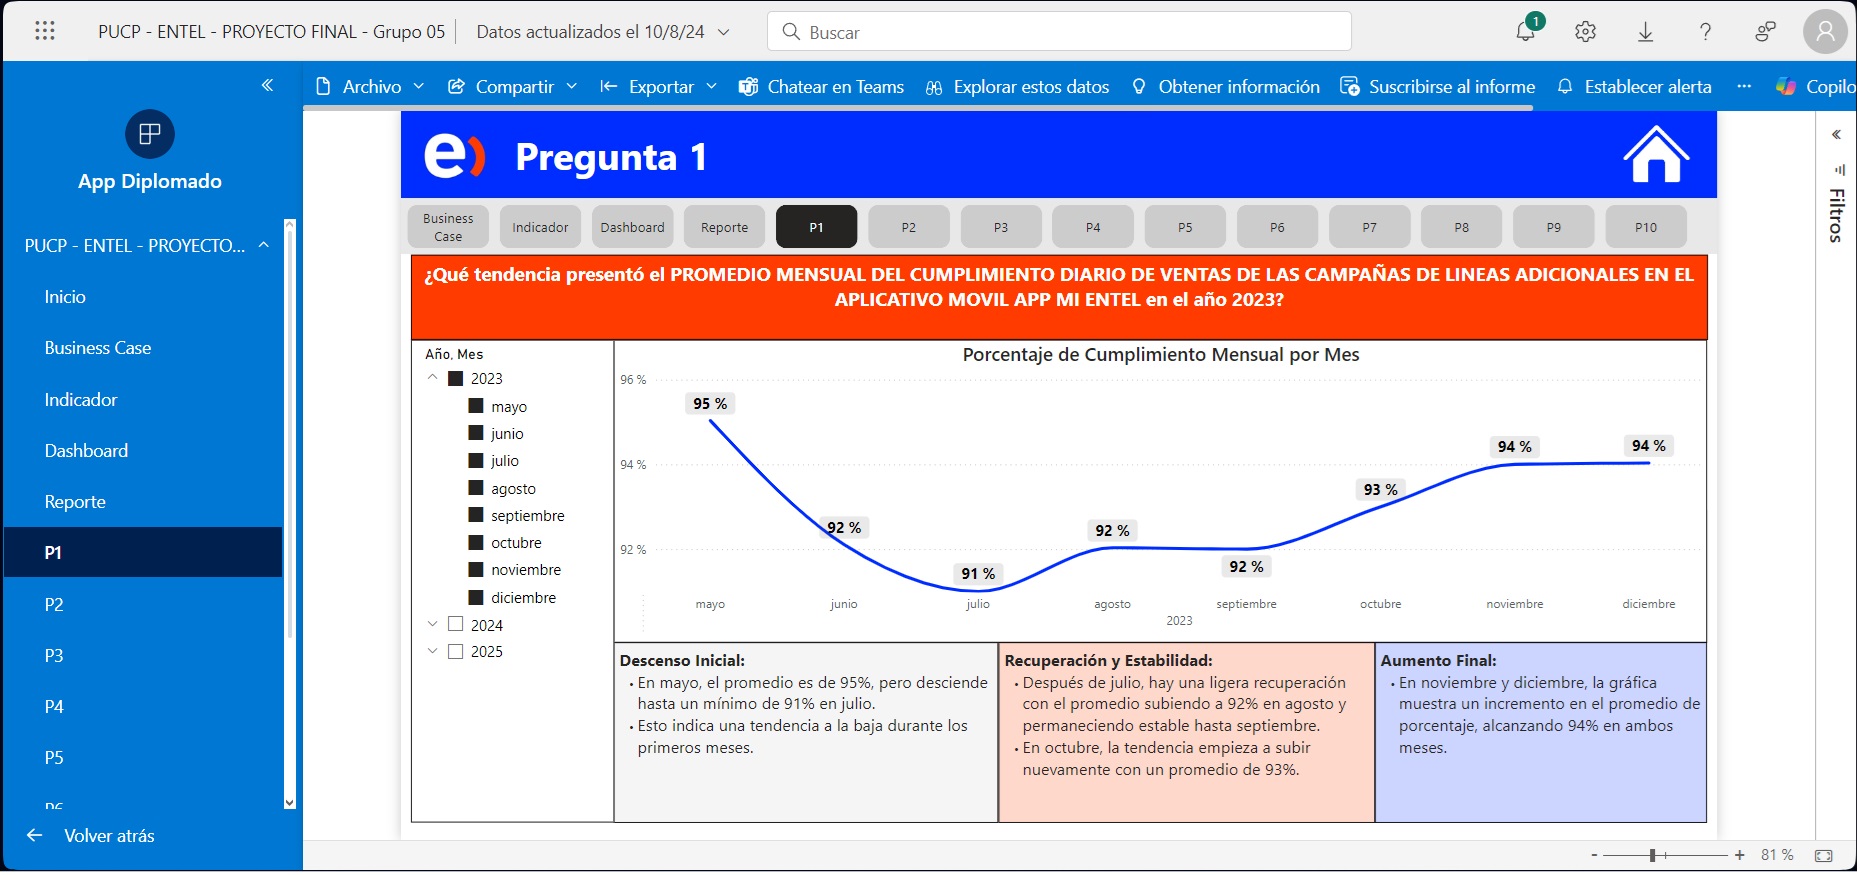 PUCP - ENTEL - PROYECTO FINAL - Grupo 05
Datos actualizados el 10/8/24
Buscar
1
Archivo
Compartir
Exportar
Chatear en Teams
Explorar estos datos
Obtener información
Suscribirse al informe
Establecer alerta
Copilo
App Diplomado
PUCP - ENTEL - PROYECTO...
Inicio
Business Case
Indicador
Dashboard
Reporte
P1
P2
P3
P4
P5
P6
Volver atrás
e)
Pregunta 1
Business
Case
Indicador
Dashboard
Reporte
P1
P2
P3
P4
P5
P6
P7
P8
P9
P10
¿Qué tendencia presentó el PROMEDIO MENSUAL DEL CUMPLIMIENTO DIARIO DE VENTAS DE LAS CAMPAÑAS DE LINEAS ADICIONALES EN EL
APLICATIVO MOVIL APP MI ENTEL en el año 2023?
Año, Mes
2023
mayo
junio
julio
agosto
septiembre
octubre
noviembre
diciembre
2024
2025
Porcentaje de Cumplimiento Mensual por Mes
96 %
94 %
92 %
95 %
92 %
91 %
92 %
92 %
93 %
94 %
94 %
mayo
junio
julio
agosto
septiembre
octubre
noviembre
diciembre
2023
Descenso Inicial:
• En mayo, el promedio es de 95%, pero desciende
hasta un mínimo de 91% en julio.
• Esto indica una tendencia a la baja durante los
primeros meses.
Recuperación y Estabilidad:
• Después de julio, hay una ligera recuperación
con el promedio subiendo a 92% en agosto y
permaneciendo estable hasta septiembre.
• En octubre, la tendencia empieza a subir
nuevamente con un promedio de 93%.
Aumento Final:
• En noviembre y diciembre, la gráfica
muestra un incremento en el promedio de
porcentaje, alcanzando 94% en ambos
meses.
Filtros
- + 81 %